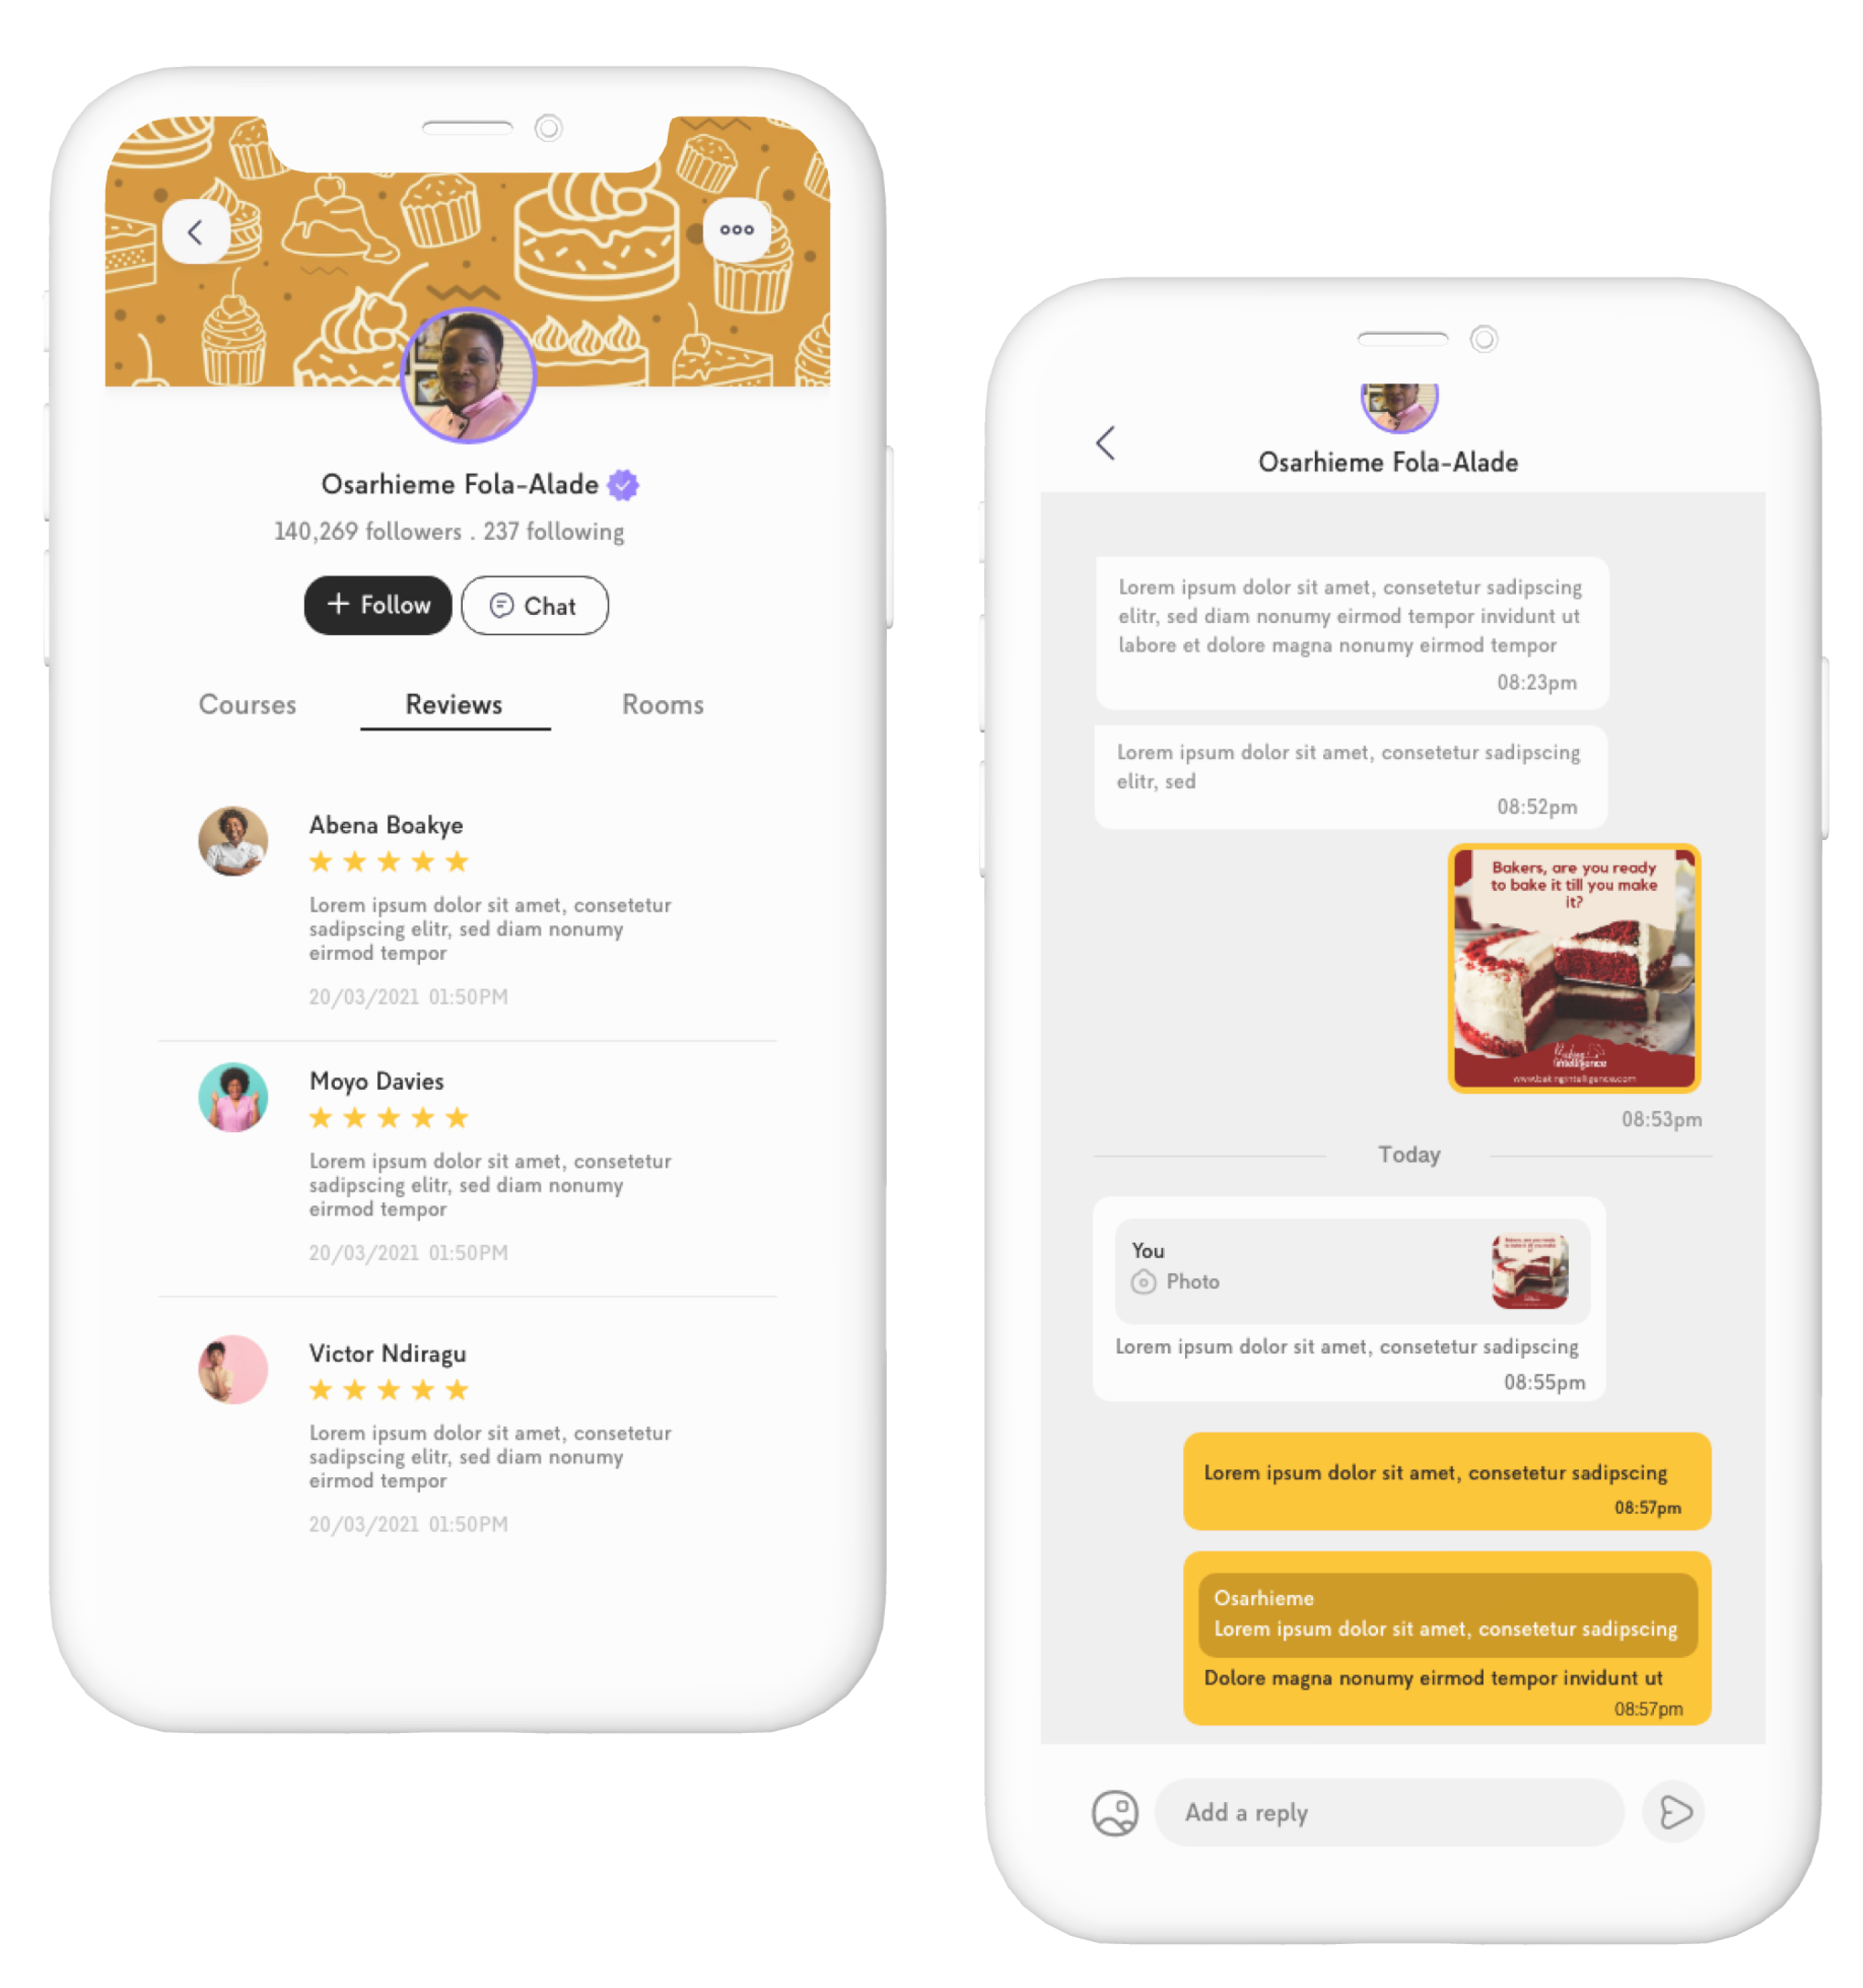 Osarhieme Fola-Alade
140,269 followers . 237 following
+ Follow
Chat
Courses
Reviews
Rooms
Abena Boakye
Lorem ipsum dolor sit amet, consetetur
sadipscing elitr, sed diam nonumy
eirmod tempor
20/03/2021 01:50PM
Moyo Davies
Lorem ipsum dolor sit amet, consetetur
sadipscing elitr, sed diam nonumy
eirmod tempor
20/03/2021 01:50PM
Victor Ndiragu
Lorem ipsum dolor sit amet, consetetur
sadipscing elitr, sed diam nonumy
eirmod tempor
20/03/2021 01:50PM
Osarhieme Fola-Alade
Lorem ipsum dolor sit amet, consetetur sadipscing
elitr, sed diam nonumy eirmod tempor invidunt ut
labore et dolore magna nonumy eirmod tempor
08:23pm
Lorem ipsum dolor sit amet, consetetur sadipscing
elitr, sed
08:52pm
Bakers, are you ready
to bake it till you make
it?
Baking
intelligence
www.bakingintelligence.com
08:53pm
Today
You
Photo
Lorem ipsum dolor sit amet, consetetur sadipscing
08:55pm
Lorem ipsum dolor sit amet, consetetur sadipscing
08:57pm
Osarhieme
Lorem ipsum dolor sit amet, consetetur sadipscing
Dolore magna nonumy eirmod tempor invidunt ut
08:57pm
Add a reply